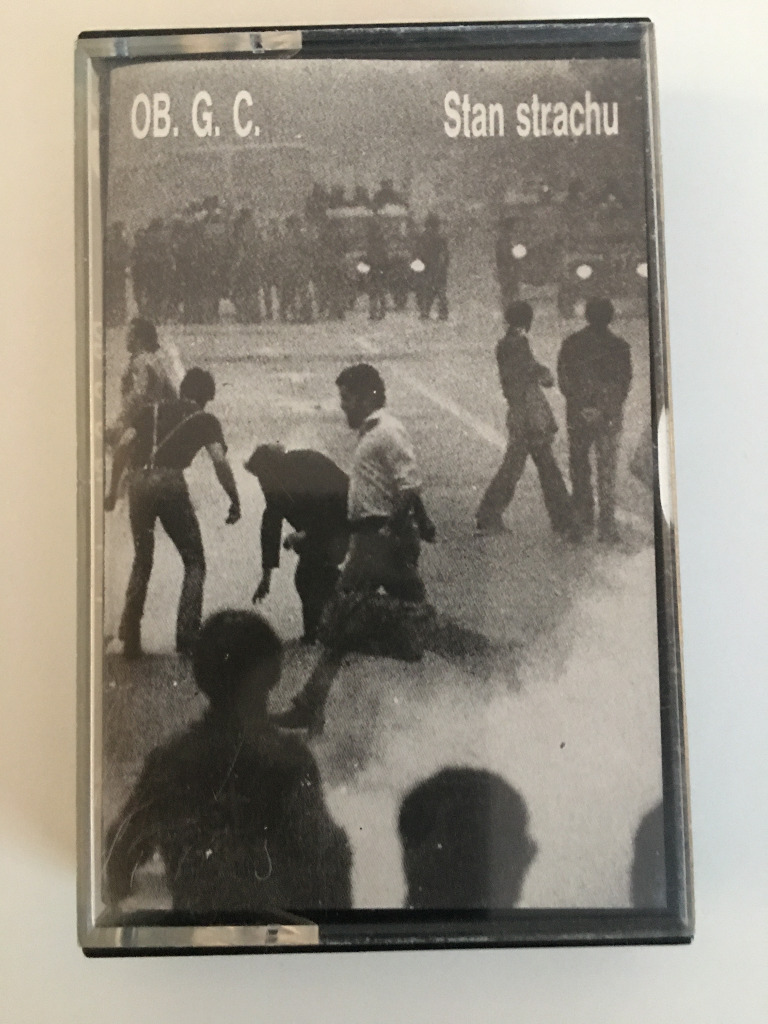 OB. G. C. Stan strachu